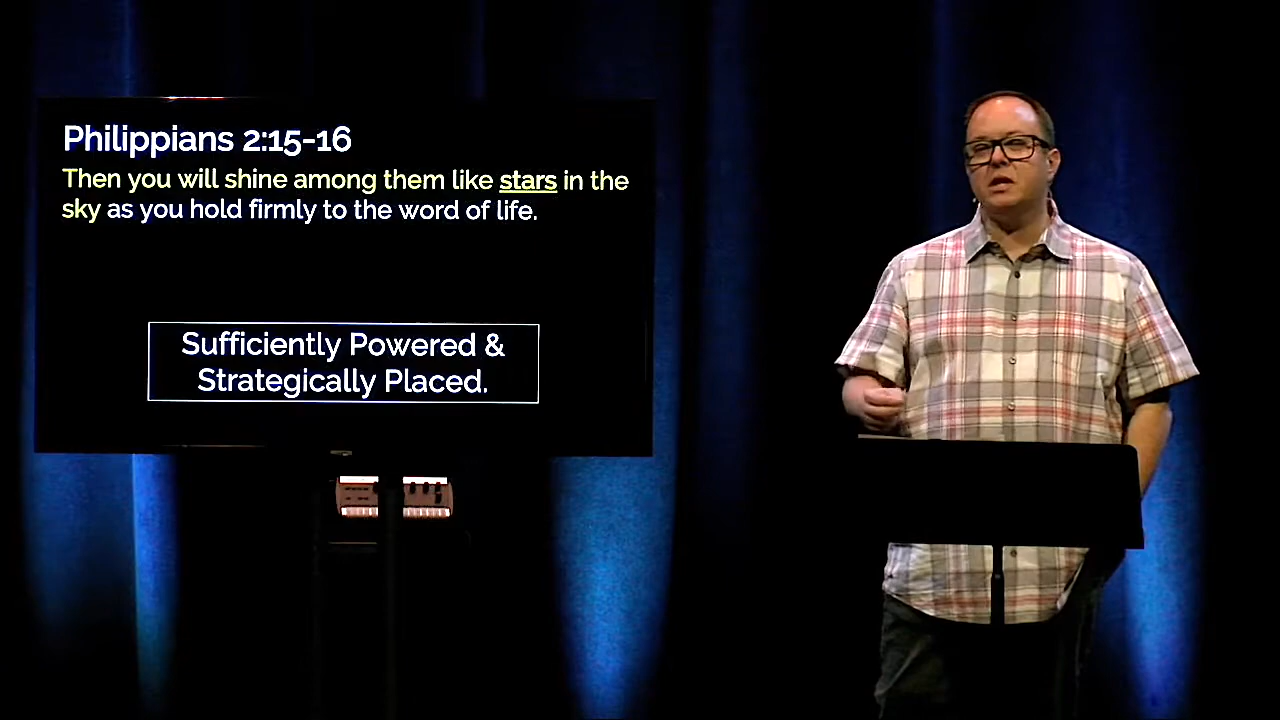 Philippians 2:15-16
Then you will shine among them like stars in the
sky as you hold firmly to the word of life.
Sufficiently Powered &
Strategically Placed.